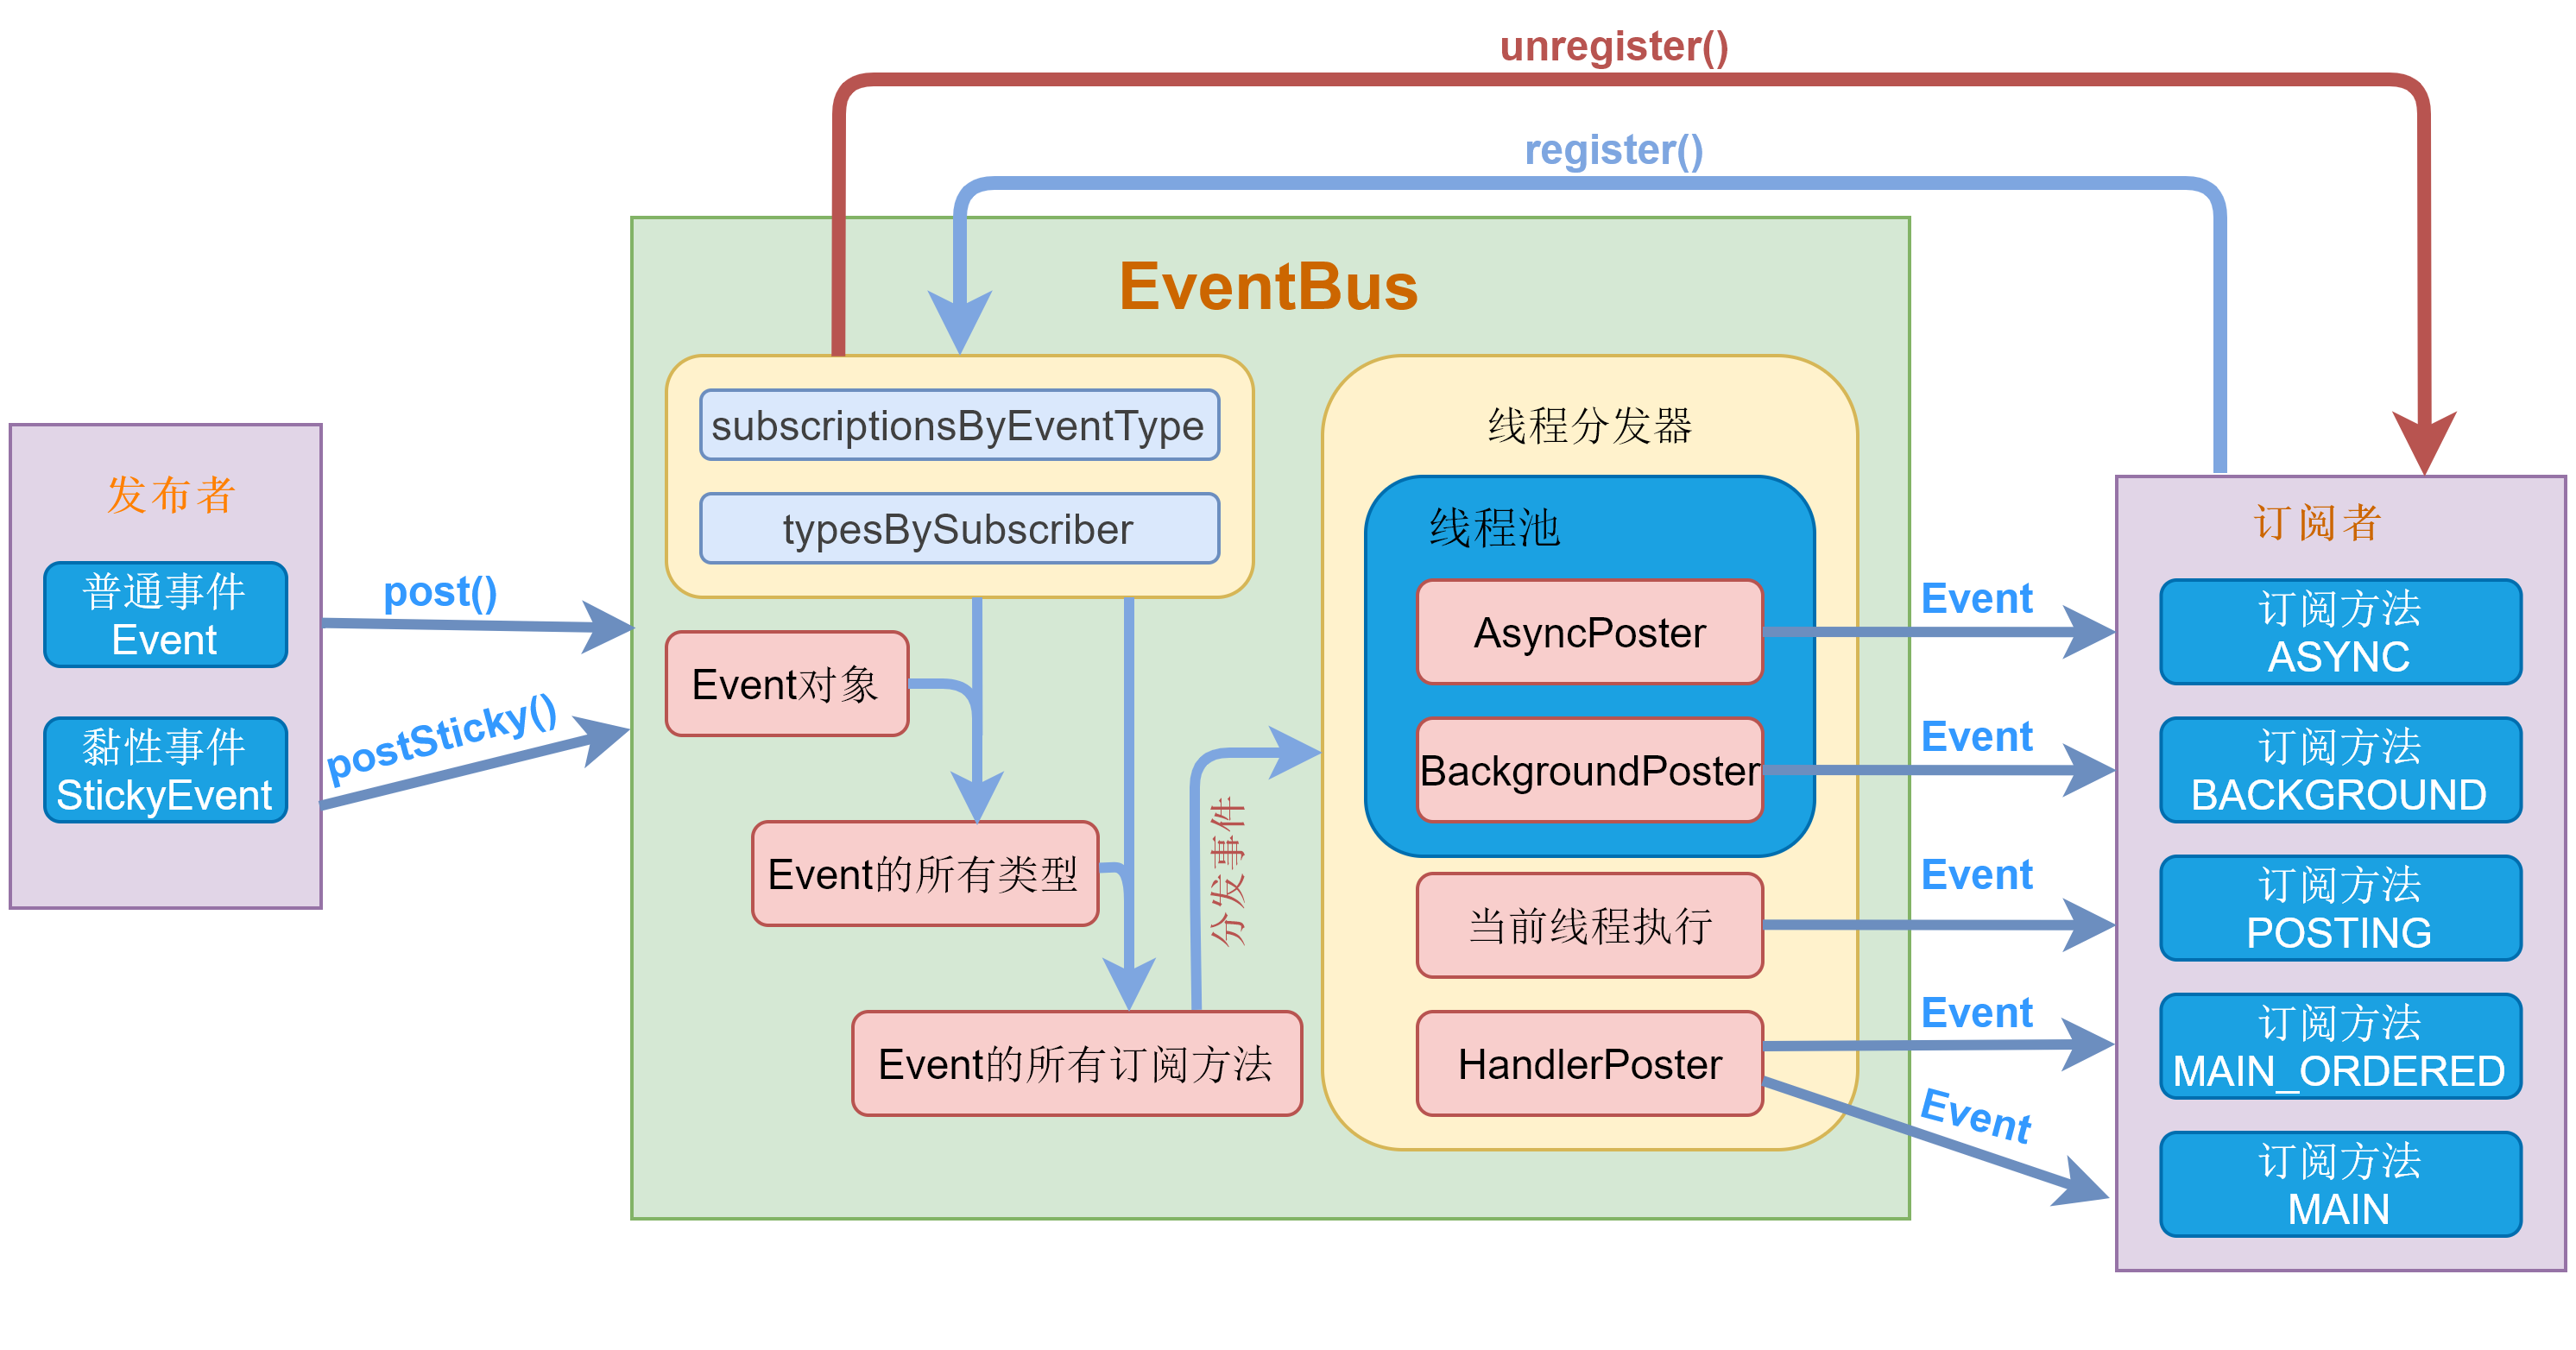 unregister()
register()
EventBus
subscriptionsByEventType
typesBySubscriber
发布者
普通事件
Event
黏性事件
StickyEvent
post()
postSticky()
Event对象
Event的所有类型
Event的所有订阅方法
分发事件
线程分发器
线程池
AsyncPoster
BackgroundPoster
当前线程执行
HandlerPoster
Event
Event
Event
Event
Event
订阅者
订阅方法
ASYNC
订阅方法
BACKGROUND
订阅方法
POSTING
订阅方法
MAIN_ORDERED
订阅方法
MAIN